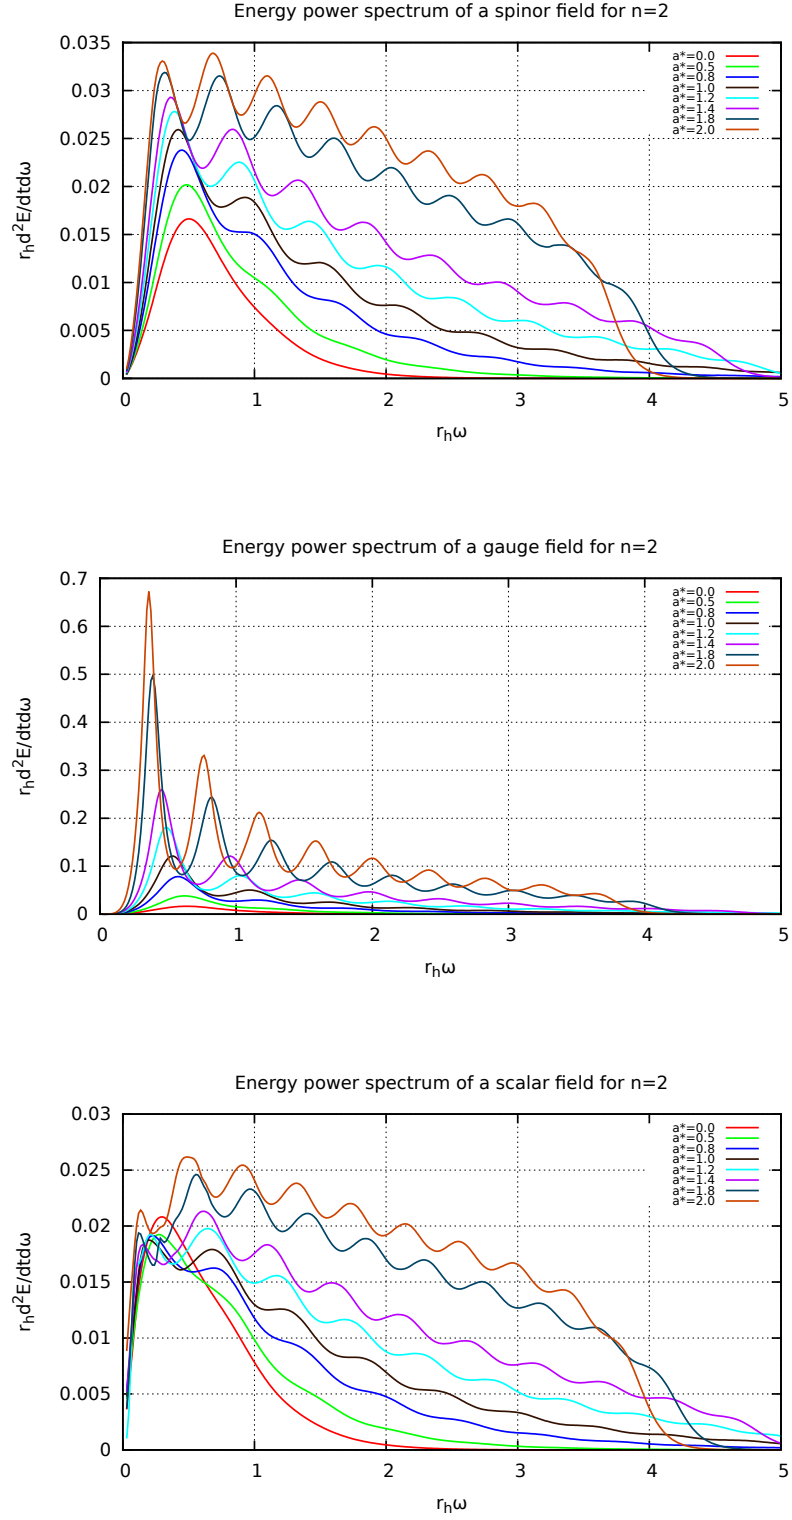 Energy power spectrum of a spinor field for n=2
r_h d²E/dtdω
0.035
0.03
0.025
0.02
0.015
0.01
0.005
0
a*=0.0
a*=0.5
a*=0.8
a*=1.0
a*=1.2
a*=1.4
a*=1.8
a*=2.0
0 1 2 3 4 5
r_hω
Energy power spectrum of a gauge field for n=2
r_h d²E/dtdω
0.7
0.6
0.5
0.4
0.3
0.2
0.1
0
a*=0.0
a*=0.5
a*=0.8
a*=1.0
a*=1.2
a*=1.4
a*=1.8
a*=2.0
0 1 2 3 4 5
r_hω
Energy power spectrum of a scalar field for n=2
r_h d²E/dtdω
0.03
0.025
0.02
0.015
0.01
0.005
0
a*=0.0
a*=0.5
a*=0.8
a*=1.0
a*=1.2
a*=1.4
a*=1.8
a*=2.0
0 1 2 3 4 5
r_hω